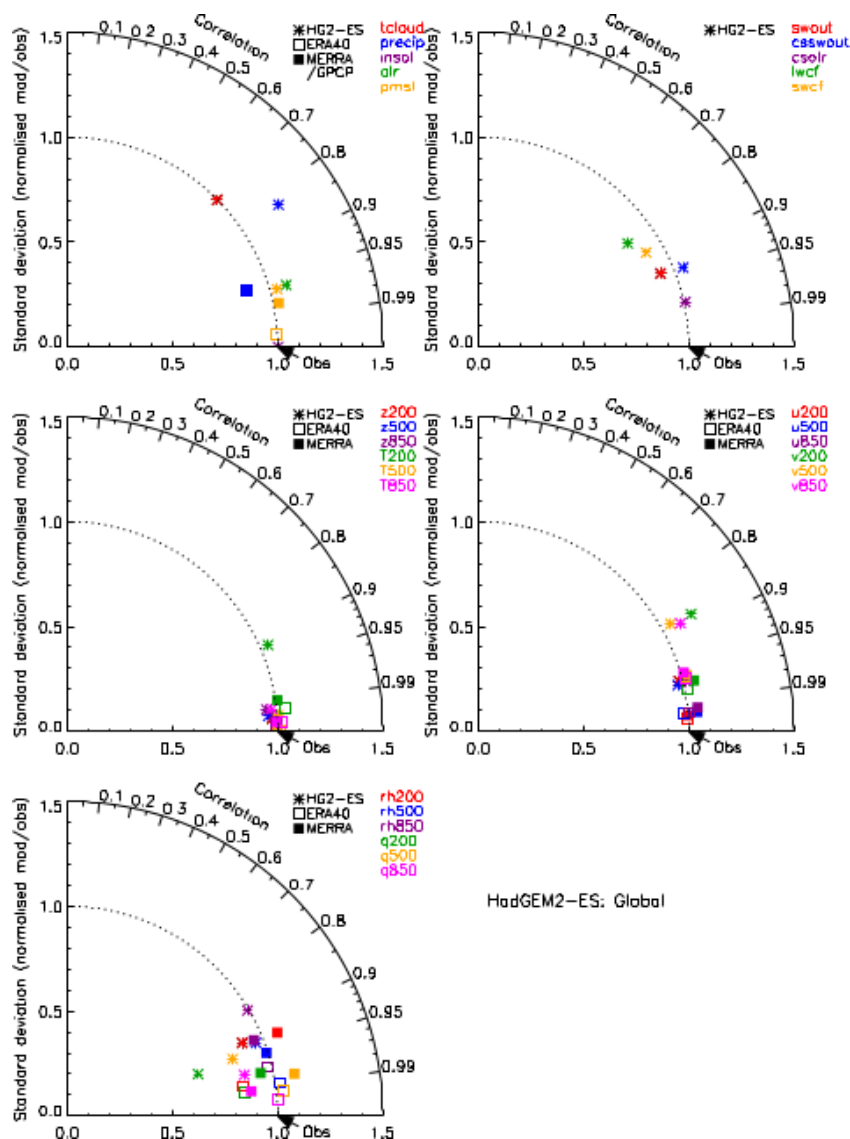 1.5
1.0
0.5
0.0
0.0 0.5 1.0 1.5
Standard deviation (normalised mod/obs)
Correlation
0.1 0.2 0.3 0.4 0.5 0.6 0.7 0.8 0.9 0.95 0.99
Obs
HG2-ES
ERA40
MERRA
/GPCP
tcloud
precip
insol
olr
pmsl
1.5
1.0
0.5
0.0
0.0 0.5 1.0 1.5
Standard deviation (normalised mod/obs)
Correlation
0.1 0.2 0.3 0.4 0.5 0.6 0.7 0.8 0.9 0.95 0.99
Obs
HG2-ES
swout
csswout
csolr
lwcf
swcf
1.5
1.0
0.5
0.0
0.0 0.5 1.0 1.5
Standard deviation (normalised mod/obs)
Correlation
0.1 0.2 0.3 0.4 0.5 0.6 0.7 0.8 0.9 0.95 0.99
Obs
HG2-ES
ERA40
MERRA
z200
z500
z850
T200
T500
T850
1.5
1.0
0.5
0.0
0.0 0.5 1.0 1.5
Standard deviation (normalised mod/obs)
Correlation
0.1 0.2 0.3 0.4 0.5 0.6 0.7 0.8 0.9 0.95 0.99
Obs
HG2-ES
ERA40
MERRA
u200
u500
u850
v200
v500
v850
1.5
1.0
0.5
0.0
0.0 0.5 1.0 1.5
Standard deviation (normalised mod/obs)
Correlation
0.1 0.2 0.3 0.4 0.5 0.6 0.7 0.8 0.9 0.95 0.99
Obs
HG2-ES
ERA40
MERRA
rh200
rh500
rh850
q200
q500
q850
HadGEM2-ES: Global